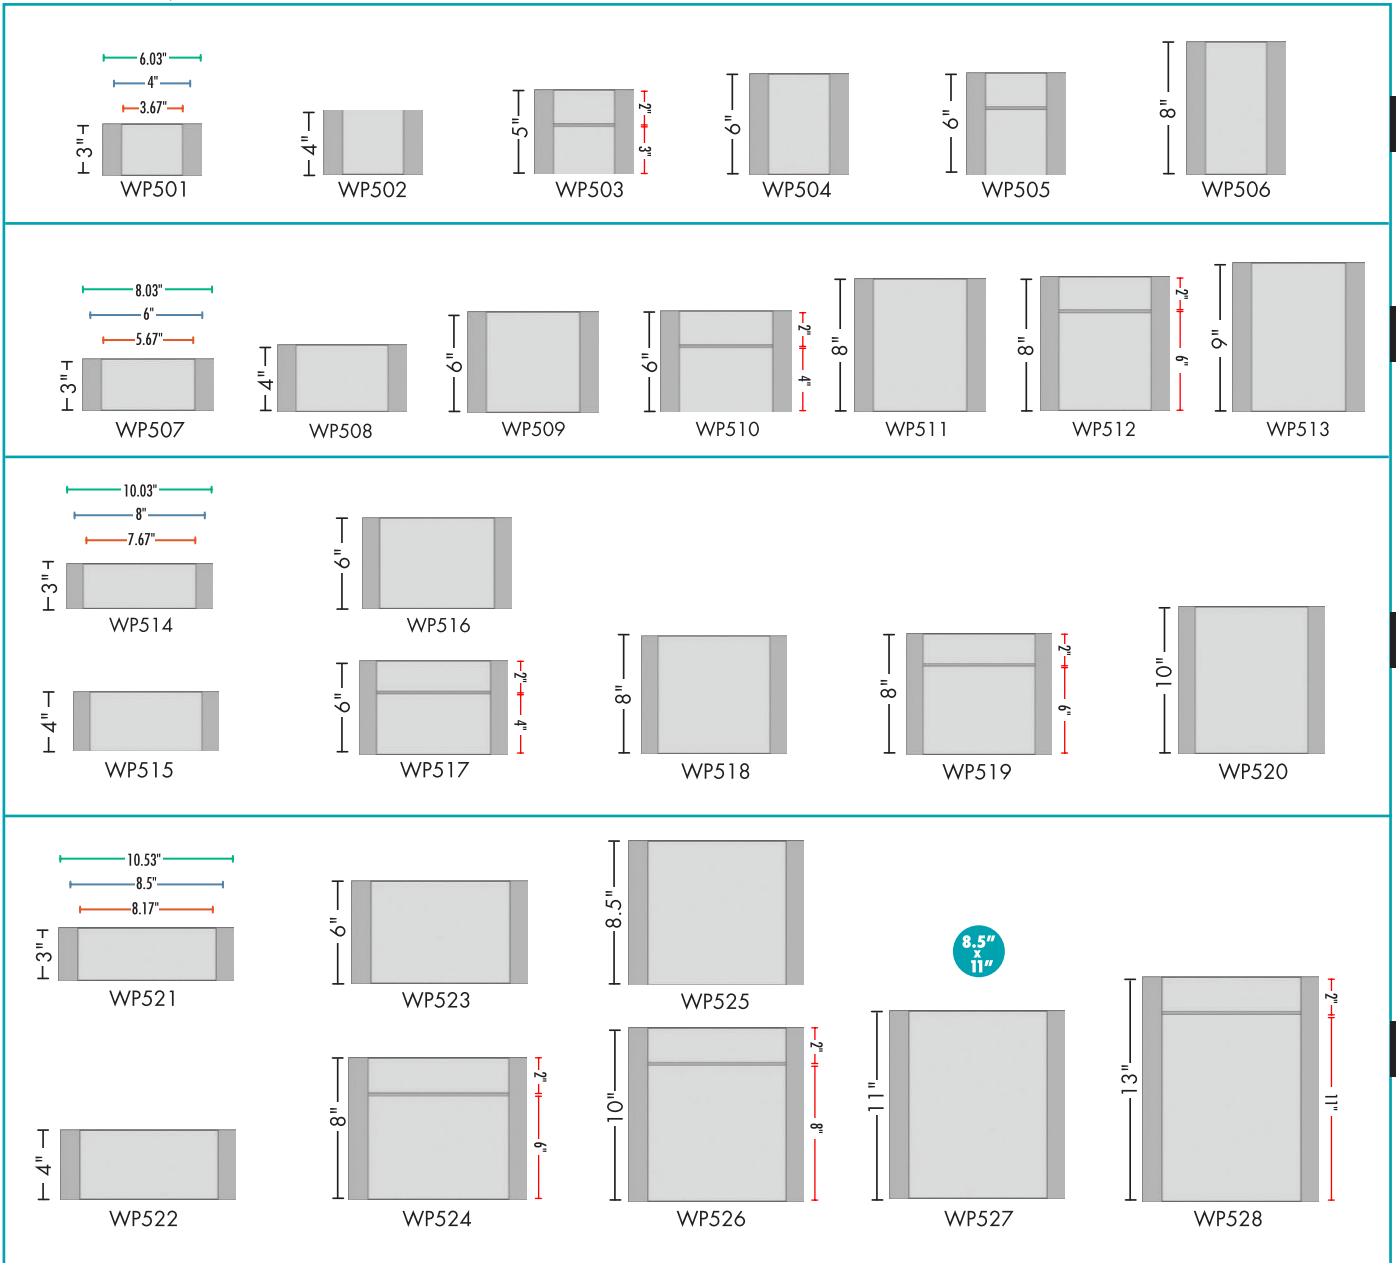 6.03"
4"
3.67"
3"
WP501
4"
WP502
5"
2"
3"
WP503
6"
WP504
6"
WP505
8"
WP506
8.03"
6"
5.67"
3"
WP507
4"
WP508
6"
WP509
6"
2"
4"
WP510
8"
WP511
8"
2"
6"
WP512
9"
WP513
10.03"
8"
7.67"
3"
WP514
4"
WP515
6"
WP516
6"
2"
4"
WP517
8"
WP518
8"
2"
6"
WP519
10"
WP520
10.53"
8.5"
8.17"
3"
WP521
4"
WP522
6"
WP523
8"
2"
6"
WP524
8.5"
WP525
10"
2"
8"
WP526
8.5"
x
11"
11"
WP527
13"
2"
11"
WP528